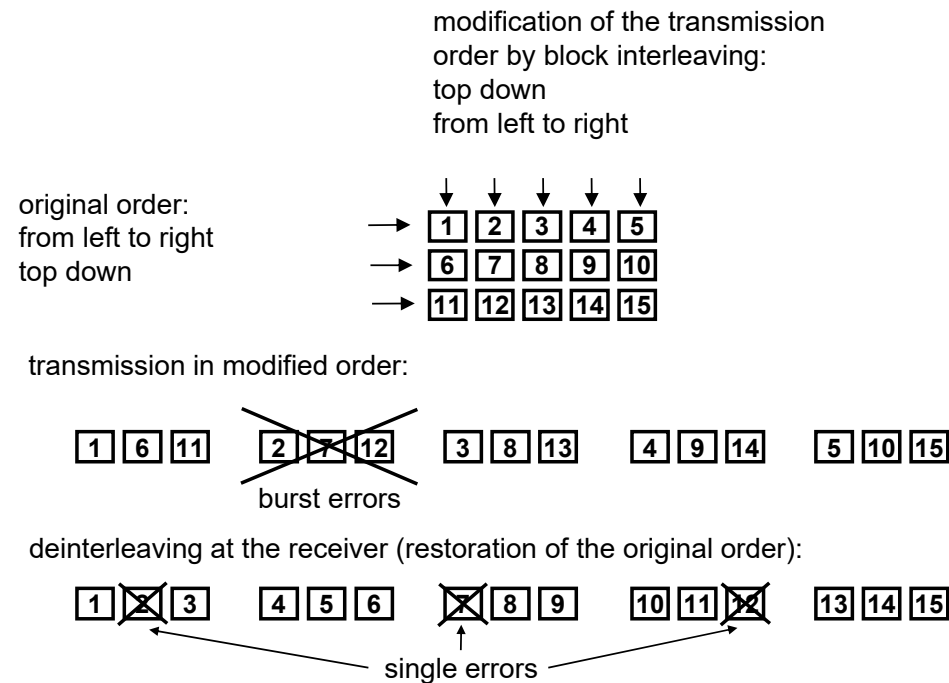 modification of the transmission
order by block interleaving:
top down
from left to right
original order:
from left to right
top down
1 2 3 4 5
6 7 8 9 10
11 12 13 14 15
transmission in modified order:
1 6 11 2 7 12 3 8 13 4 9 14 5 10 15
burst errors
deinterleaving at the receiver (restoration of the original order):
1 2 3 4 5 6 7 8 9 10 11 12 13 14 15
single errors